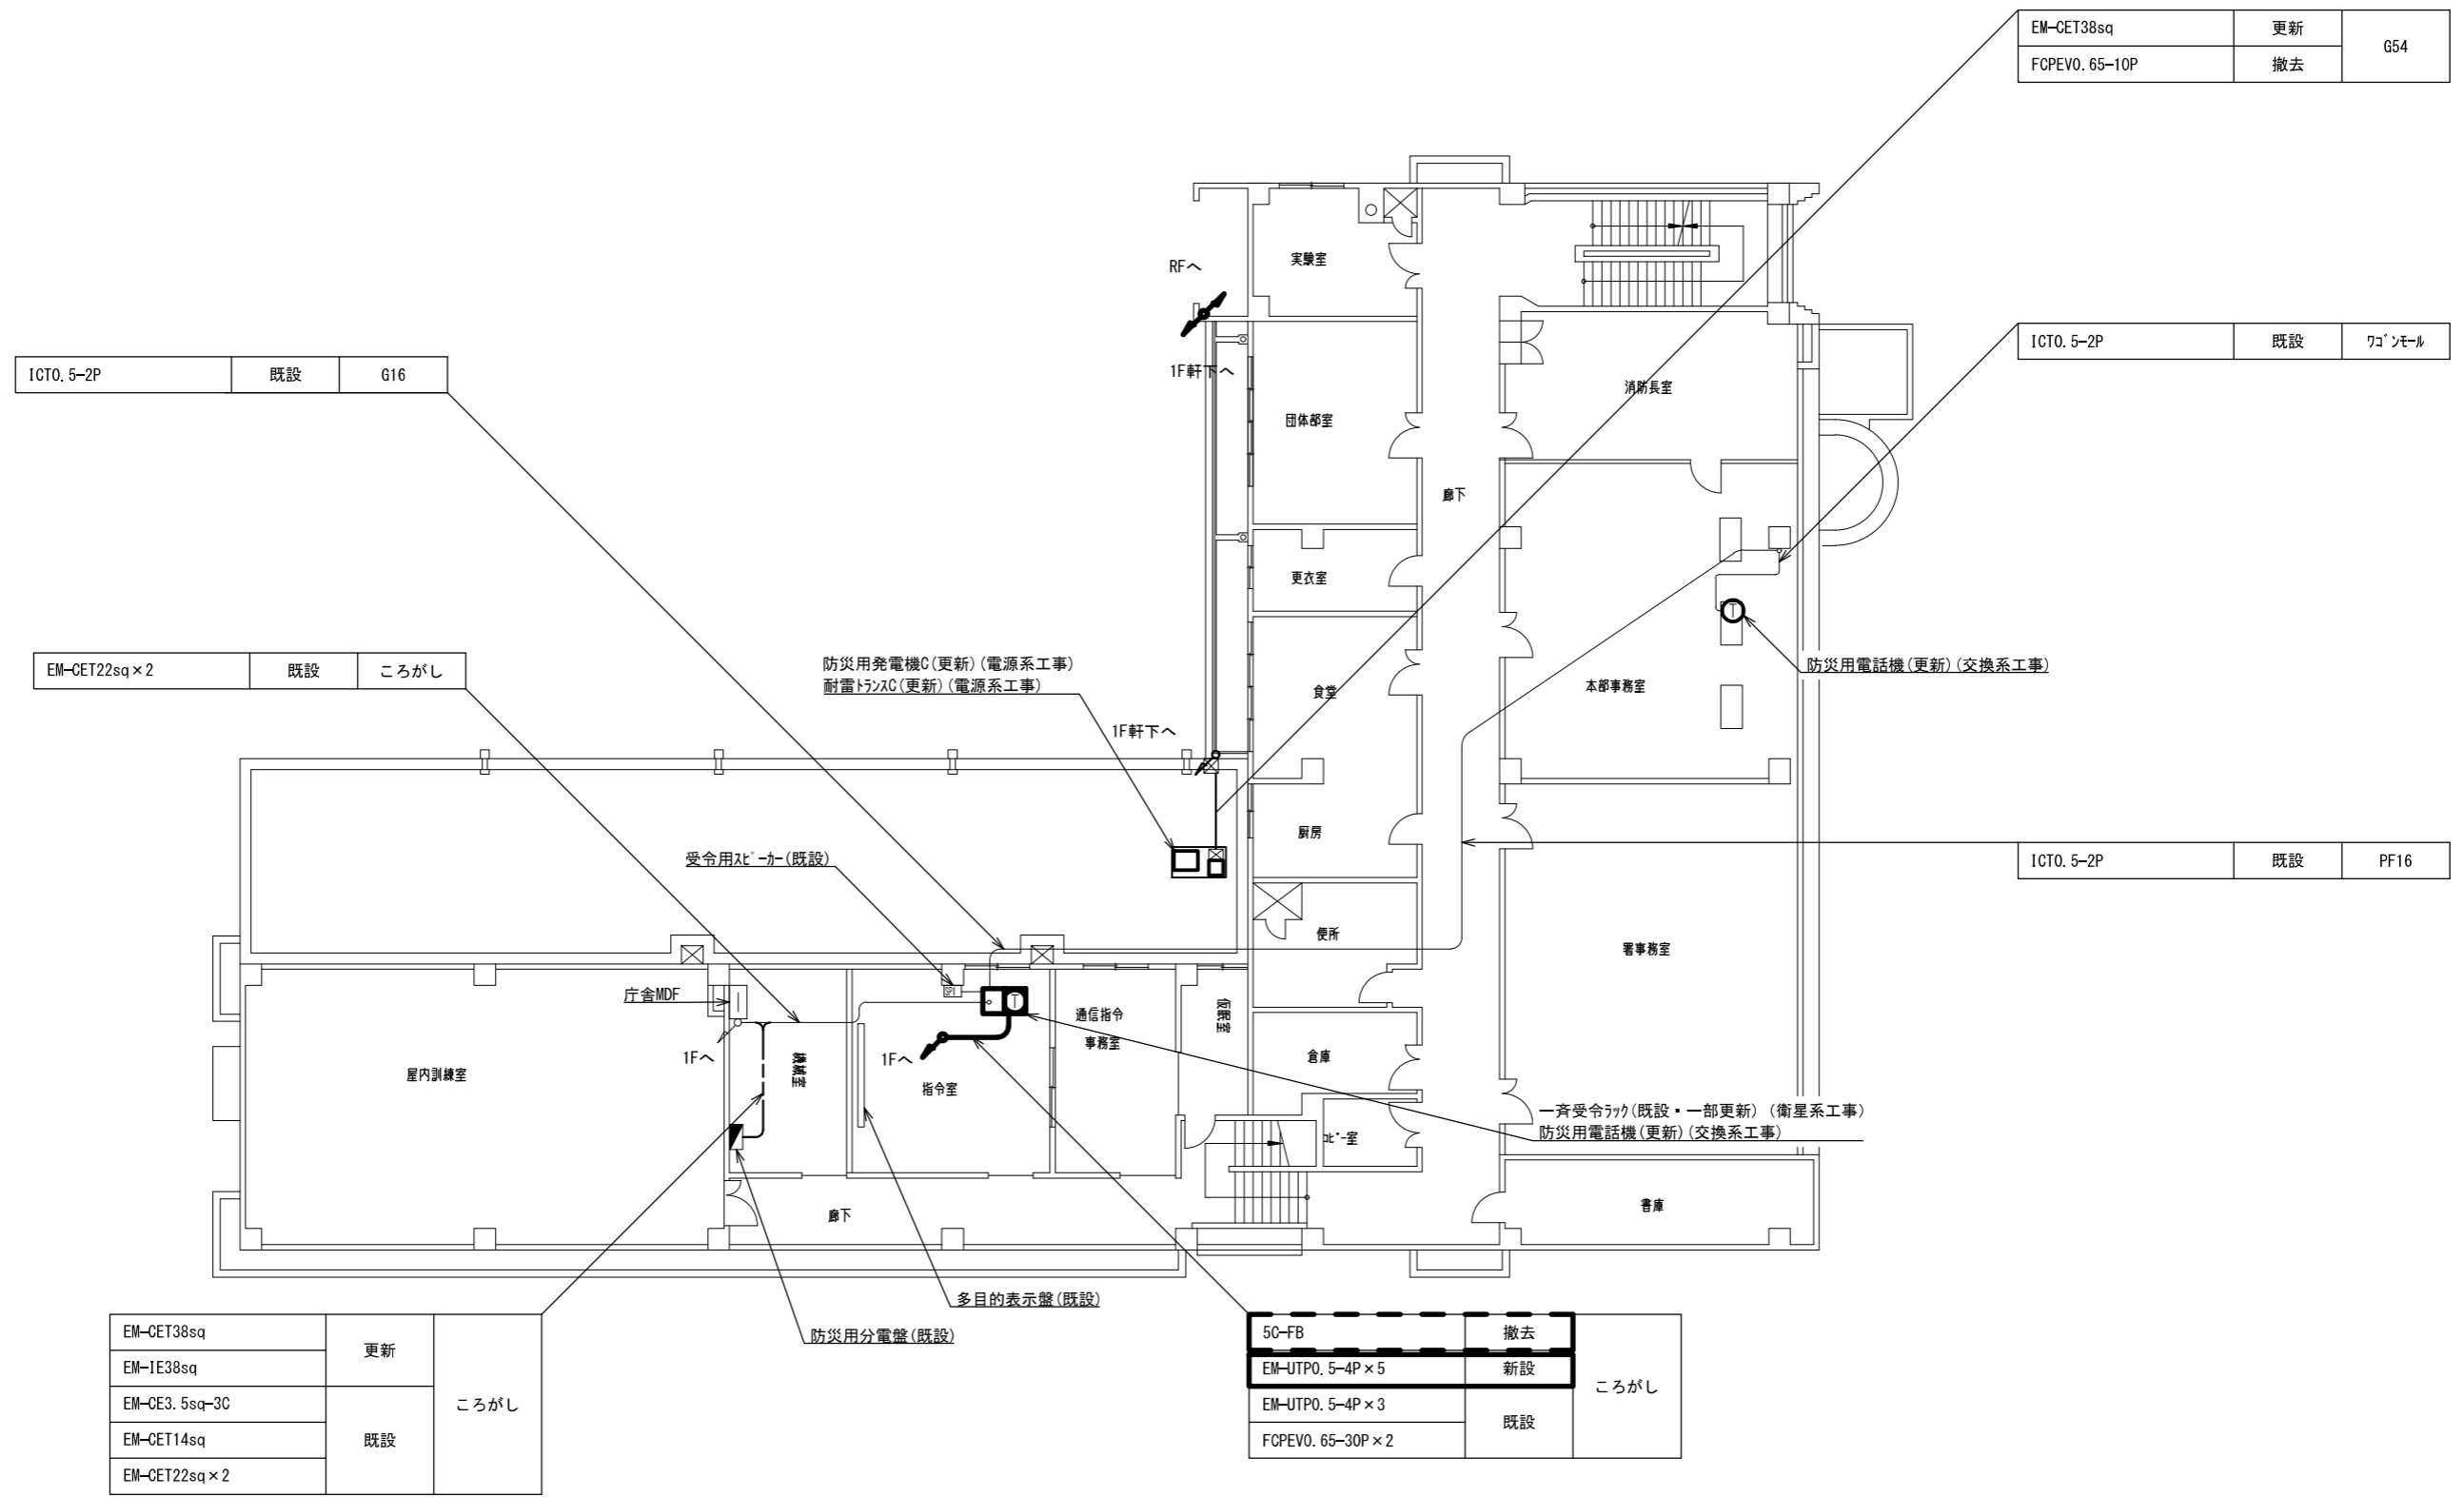 EM-CET38sq 更新 G54
FCPEV0.65-10P 撤去
RFへ
実験室
ICT0.5-2P 既設 ﾜｺﾞﾝモール
ICT0.5-2P 既設 G16
1F軒下へ
消防長室
団体部室
廊下
更衣室
EM-CET22sq×2 既設 ころがし
防災用発電機C(更新)(電源系工事)
耐雷ﾄﾗﾝｽC(更新)(電源系工事)
T
防災用電話機(更新)(交換系工事)
本部事務室
食堂
1F軒下へ
厨房
受令用ｽﾋﾟｰｶｰ(既設)
ICT0.5-2P 既設 PF16
便所
署事務室
庁舎MDF
SP1
T
通信指令
事務室
仮眠室
1Fへ
機械室
1Fへ
指令室
倉庫
屋内訓練室
一斉受令ﾗｯｸ(既設・一部更新)(衛星系工事)
防災用電話機(更新)(交換系工事)
ｺﾋﾟｰ室
廊下
書庫
多目的表示盤(既設)
防災用分電盤(既設)
EM-CET38sq 更新 ころがし
EM-IE38sq
EM-CE3.5sq-3C 既設
EM-CET14sq
EM-CET22sq×2
5C-FB 撤去 ころがし
EM-UTP0.5-4P×5 新設
EM-UTP0.5-4P×3 既設
FCPEV0.65-30P×2